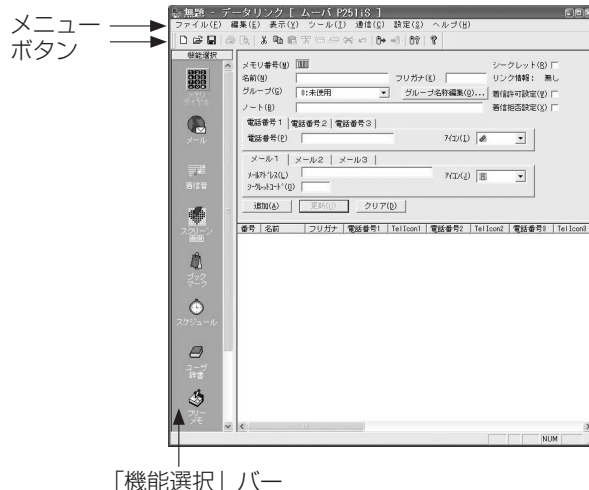 メニュー
ボタン
無題 - データリンク [ ムーバ P251iS ]
ファイル(F) 編集(E) 表示(V) ツール(T) 通信(C) 設定(S) ヘルプ(H)
機能選択
メモリダイヤル
メール
着信音
スクリーン画面
ブックマーク
スケジュール
ユーザ辞書
フリーメモ
メモリ番号(M) シークレット(R)
名前(N) フリガナ(K) リンク情報: 無し
グループ(G) 0:未使用 グループ名称編集(O)... 着信許可設定(Y)
ノート(B) 着信拒否設定(X)
電話番号1 電話番号2 電話番号3
電話番号(P) アイコン(I)
メール1 メール2 メール3
メールアドレス(L) アイコン(J)
シークレットコード(Q)
追加(A) 更新(U) クリア(D)
番号 名前 フリガナ 電話番号1 TelIcon1 電話番号2 TelIcon2 電話番号3 TelIcon3
NUM
「機能選択」バー